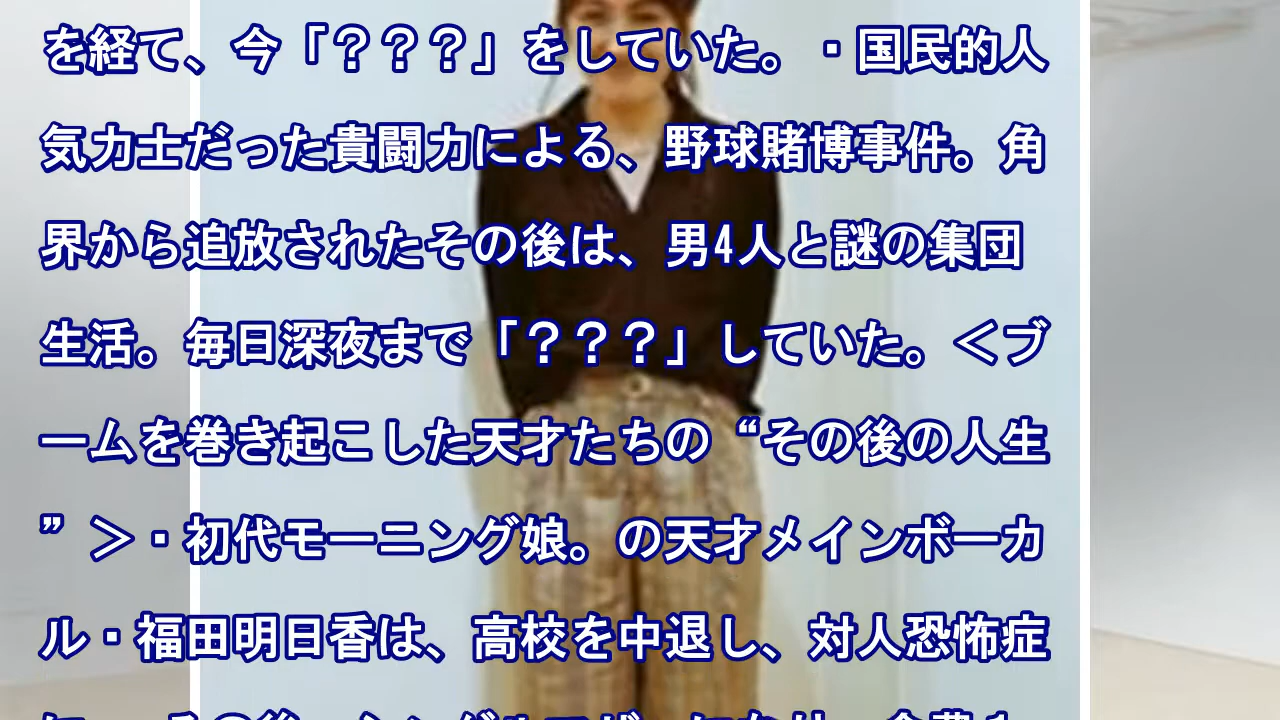 を経て、今「？？？」をしていた。・国民的人
気力士だった貴闘力による、野球賭博事件。角
界から追放されたその後は、男4人と謎の集団
生活。毎日深夜まで「？？？」していた。＜ブ
ームを巻き起こした天才たちの“その後の人生
”＞・初代モーニング娘。の天才メインボーカ
ル・福田明日香は、高校を中退し、対人恐怖症